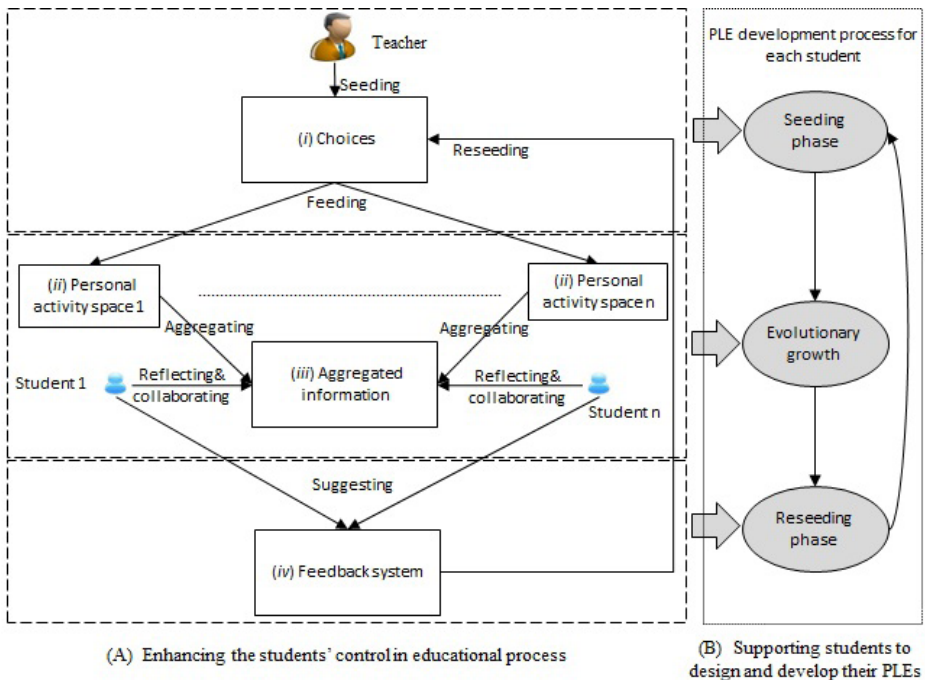 Teacher
Seeding
(i) Choices
Reseeding
Feeding
(ii) Personal
activity space 1
(ii) Personal
activity space n
Aggregating
Aggregating
Student 1
Reflecting&
collaborating
(iii) Aggregated
information
Reflecting&
collaborating
Student n
Suggesting
(iv) Feedback system
(A) Enhancing the students' control in educational process
PLE development process for
each student
Seeding
phase
Evolutionary
growth
Reseeding
phase
(B) Supporting students to
design and develop their PLEs